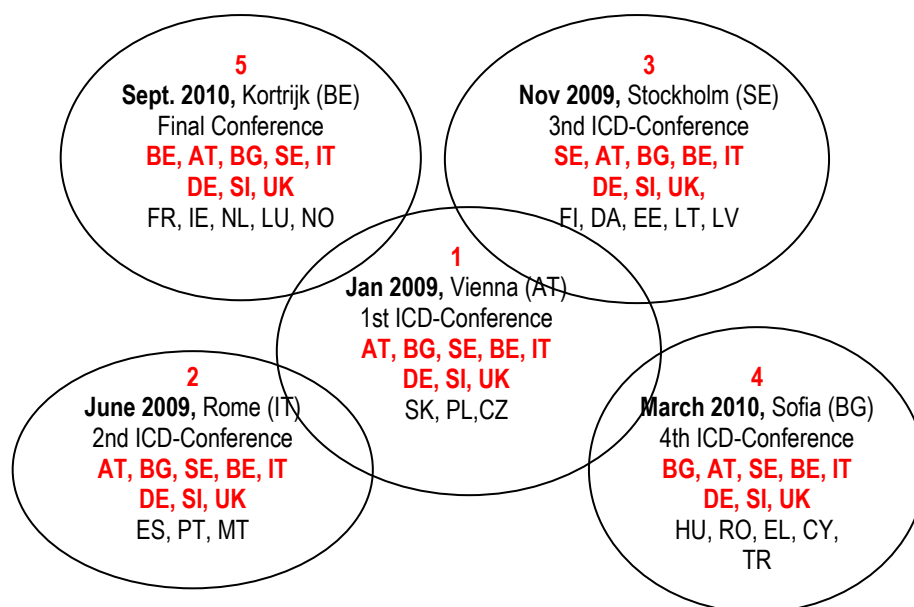 5
Sept. 2010, Kortrijk (BE)
Final Conference
BE, AT, BG, SE, IT
DE, SI, UK
FR, IE, NL, LU, NO
3
Nov 2009, Stockholm (SE)
3nd ICD-Conference
SE, AT, BG, BE, IT
DE, SI, UK,
FI, DA, EE, LT, LV
1
Jan 2009, Vienna (AT)
1st ICD-Conference
AT, BG, SE, BE, IT
DE, SI, UK
SK, PL,CZ
2
June 2009, Rome (IT)
2nd ICD-Conference
AT, BG, SE, BE, IT
DE, SI, UK
ES, PT, MT
4
March 2010, Sofia (BG)
4th ICD-Conference
BG, AT, SE, BE, IT
DE, SI, UK
HU, RO, EL, CY,
TR